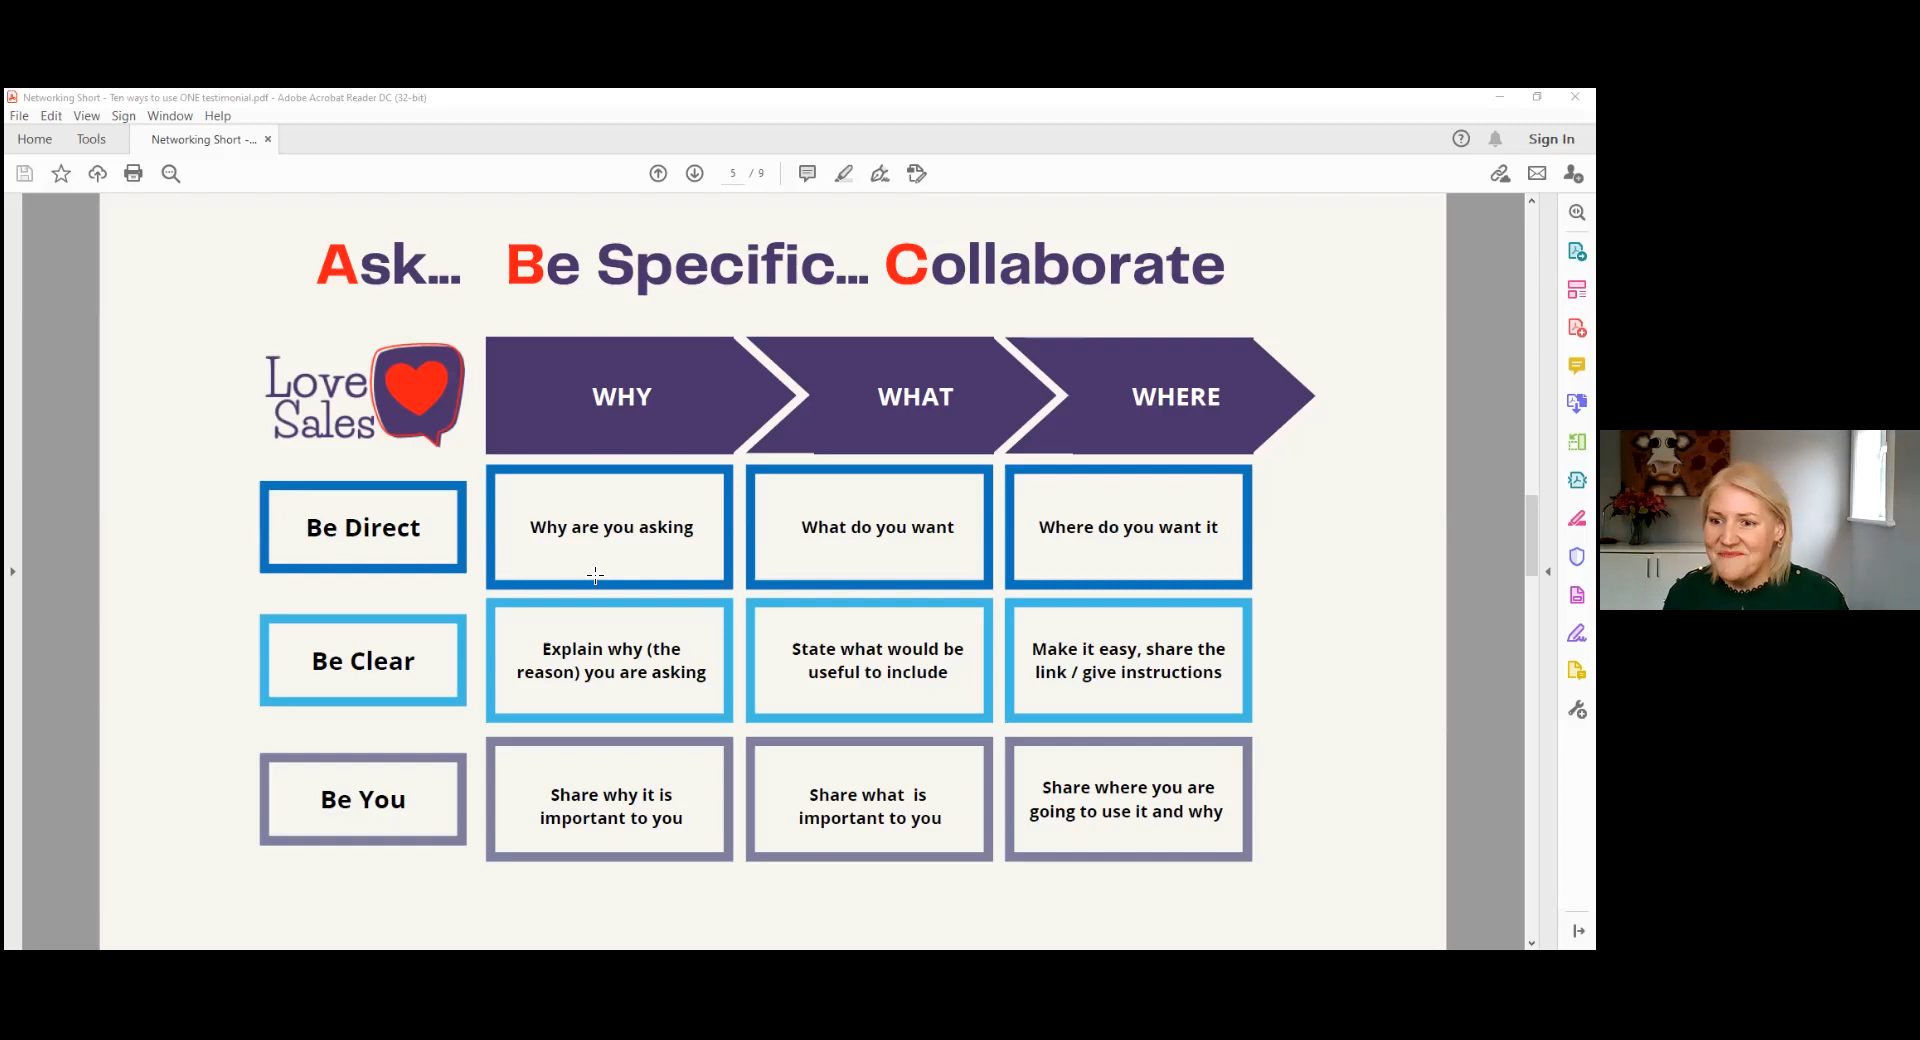 Networking Short - Ten ways to use ONE testimonial.pdf - Adobe Acrobat Reader DC (32-bit)
File Edit View Sign Window Help
Home Tools Networking Short -... × Sign In
5 / 9
Ask... Be Specific... Collaborate
Love
Sales
WHY WHAT WHERE
Be Direct
Why are you asking
What do you want
Where do you want it
Be Clear
Explain why (the
reason) you are asking
State what would be
useful to include
Make it easy, share the
link / give instructions
Be You
Share why it is
important to you
Share what  is
important to you
Share where you are
going to use it and why